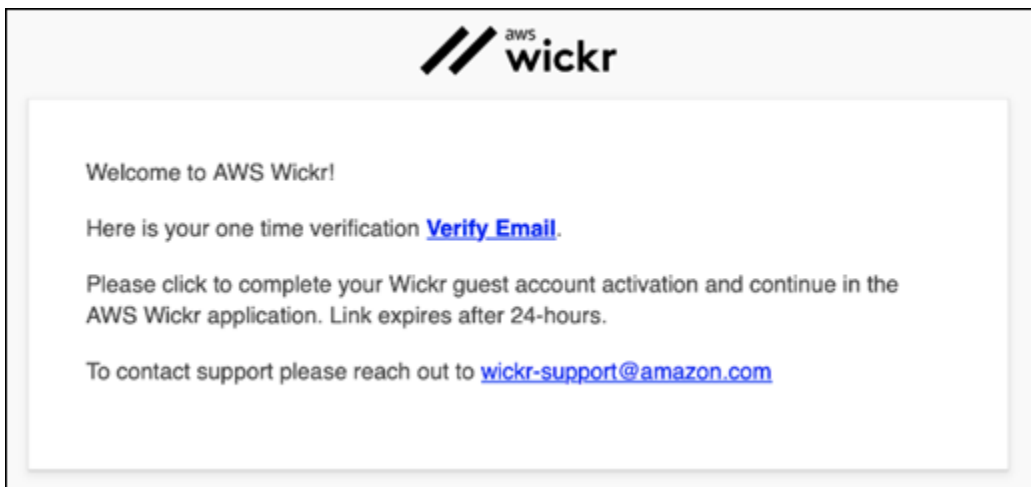 aws
wickr
Welcome to AWS Wickr!
Here is your one time verification Verify Email.
Please click to complete your Wickr guest account activation and continue in the
AWS Wickr application. Link expires after 24-hours.
To contact support please reach out to wickr-support@amazon.com